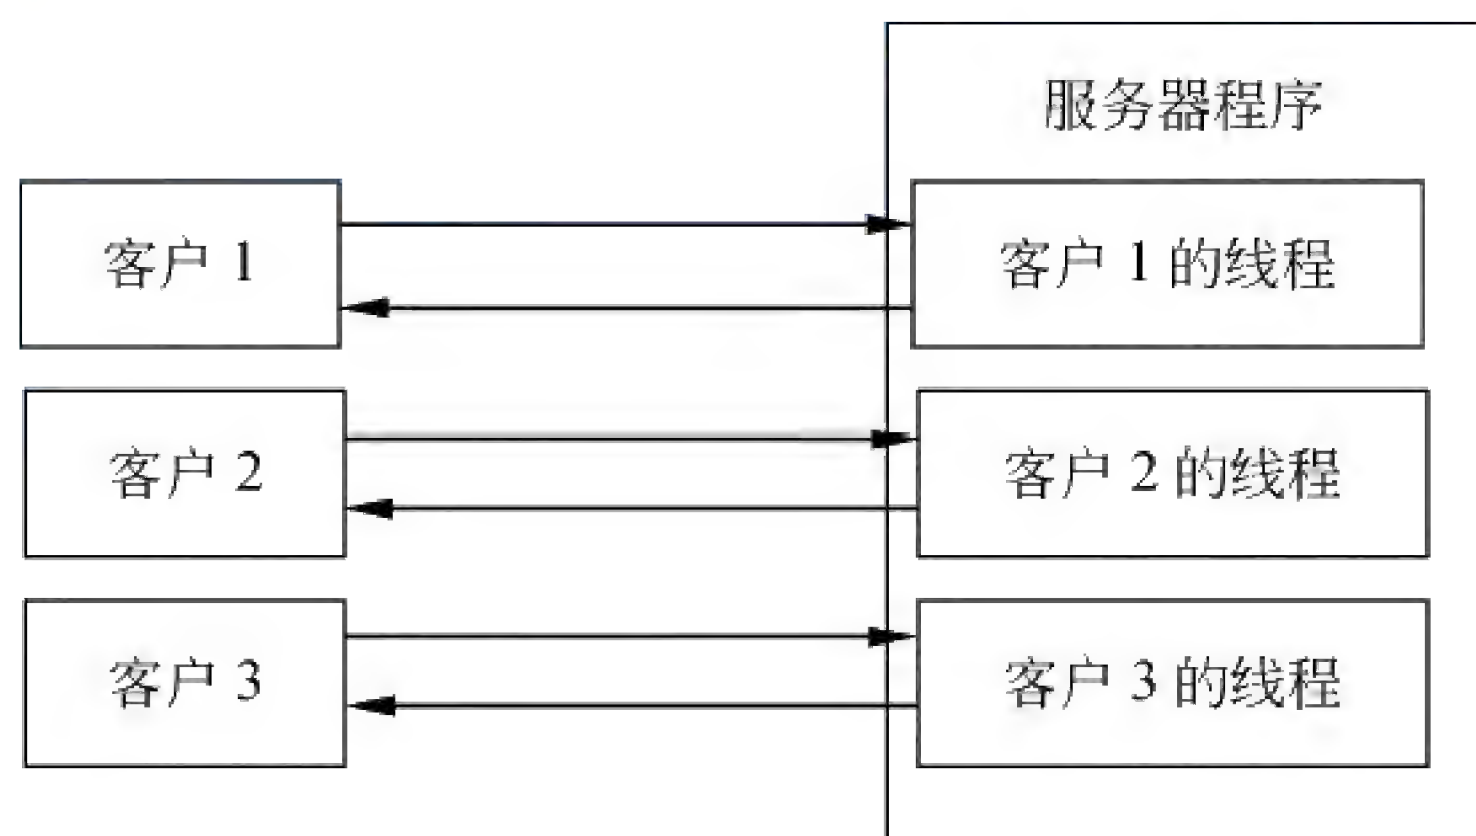 服务器程序
客户 1
客户 1 的线程
客户 2
客户 2 的线程
客户 3
客户 3 的线程